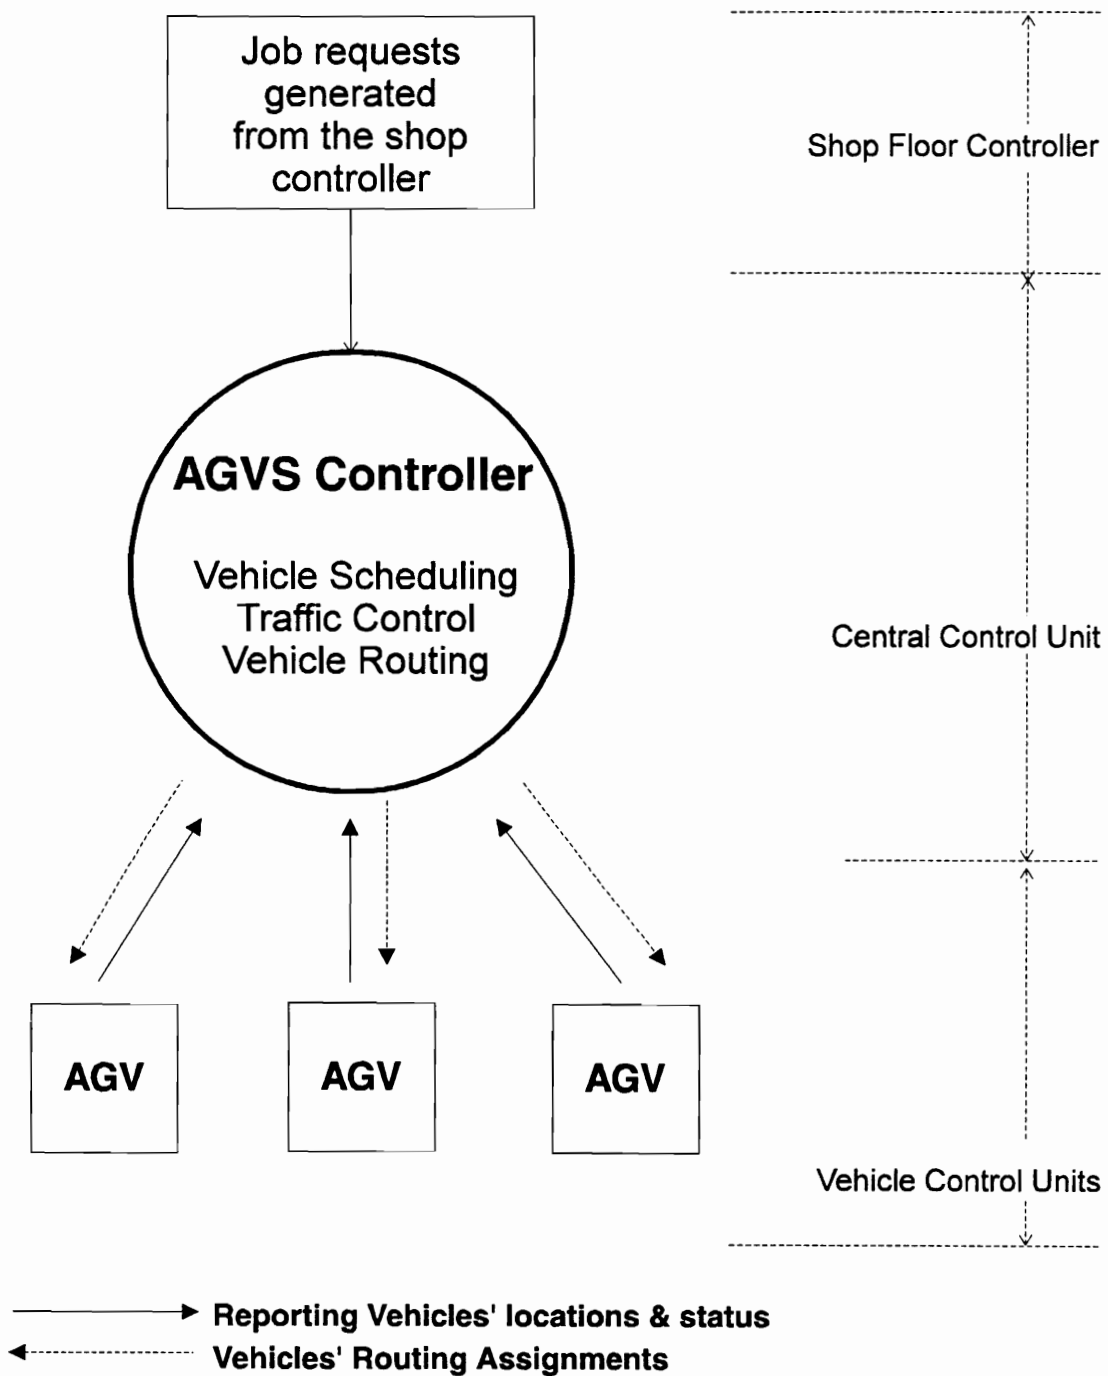 Job requests
generated
from the shop
controller
Shop Floor Controller
AGVS Controller
Vehicle Scheduling
Traffic Control
Vehicle Routing
Central Control Unit
AGV
AGV
AGV
Vehicle Control Units
Reporting Vehicles' locations & status
Vehicles' Routing Assignments